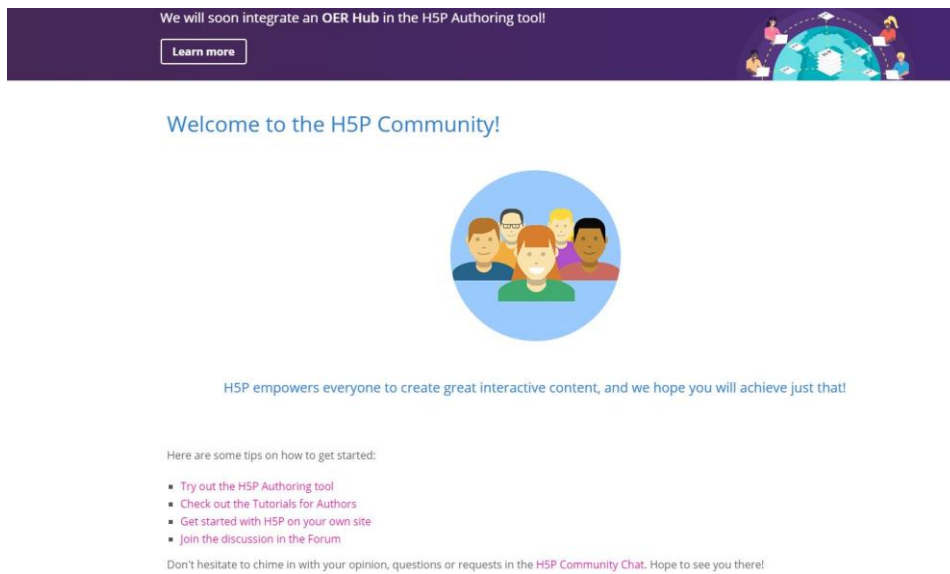 We will soon integrate an OER Hub in the H5P Authoring tool!
Learn more
Welcome to the H5P Community!
H5P empowers everyone to create great interactive content, and we hope you will achieve just that!
Here are some tips on how to get started:
Try out the H5P Authoring tool
Check out the Tutorials for Authors
Get started with H5P on your own site
Join the discussion in the Forum
Don't hesitate to chime in with your opinion, questions or requests in the H5P Community Chat. Hope to see you there!